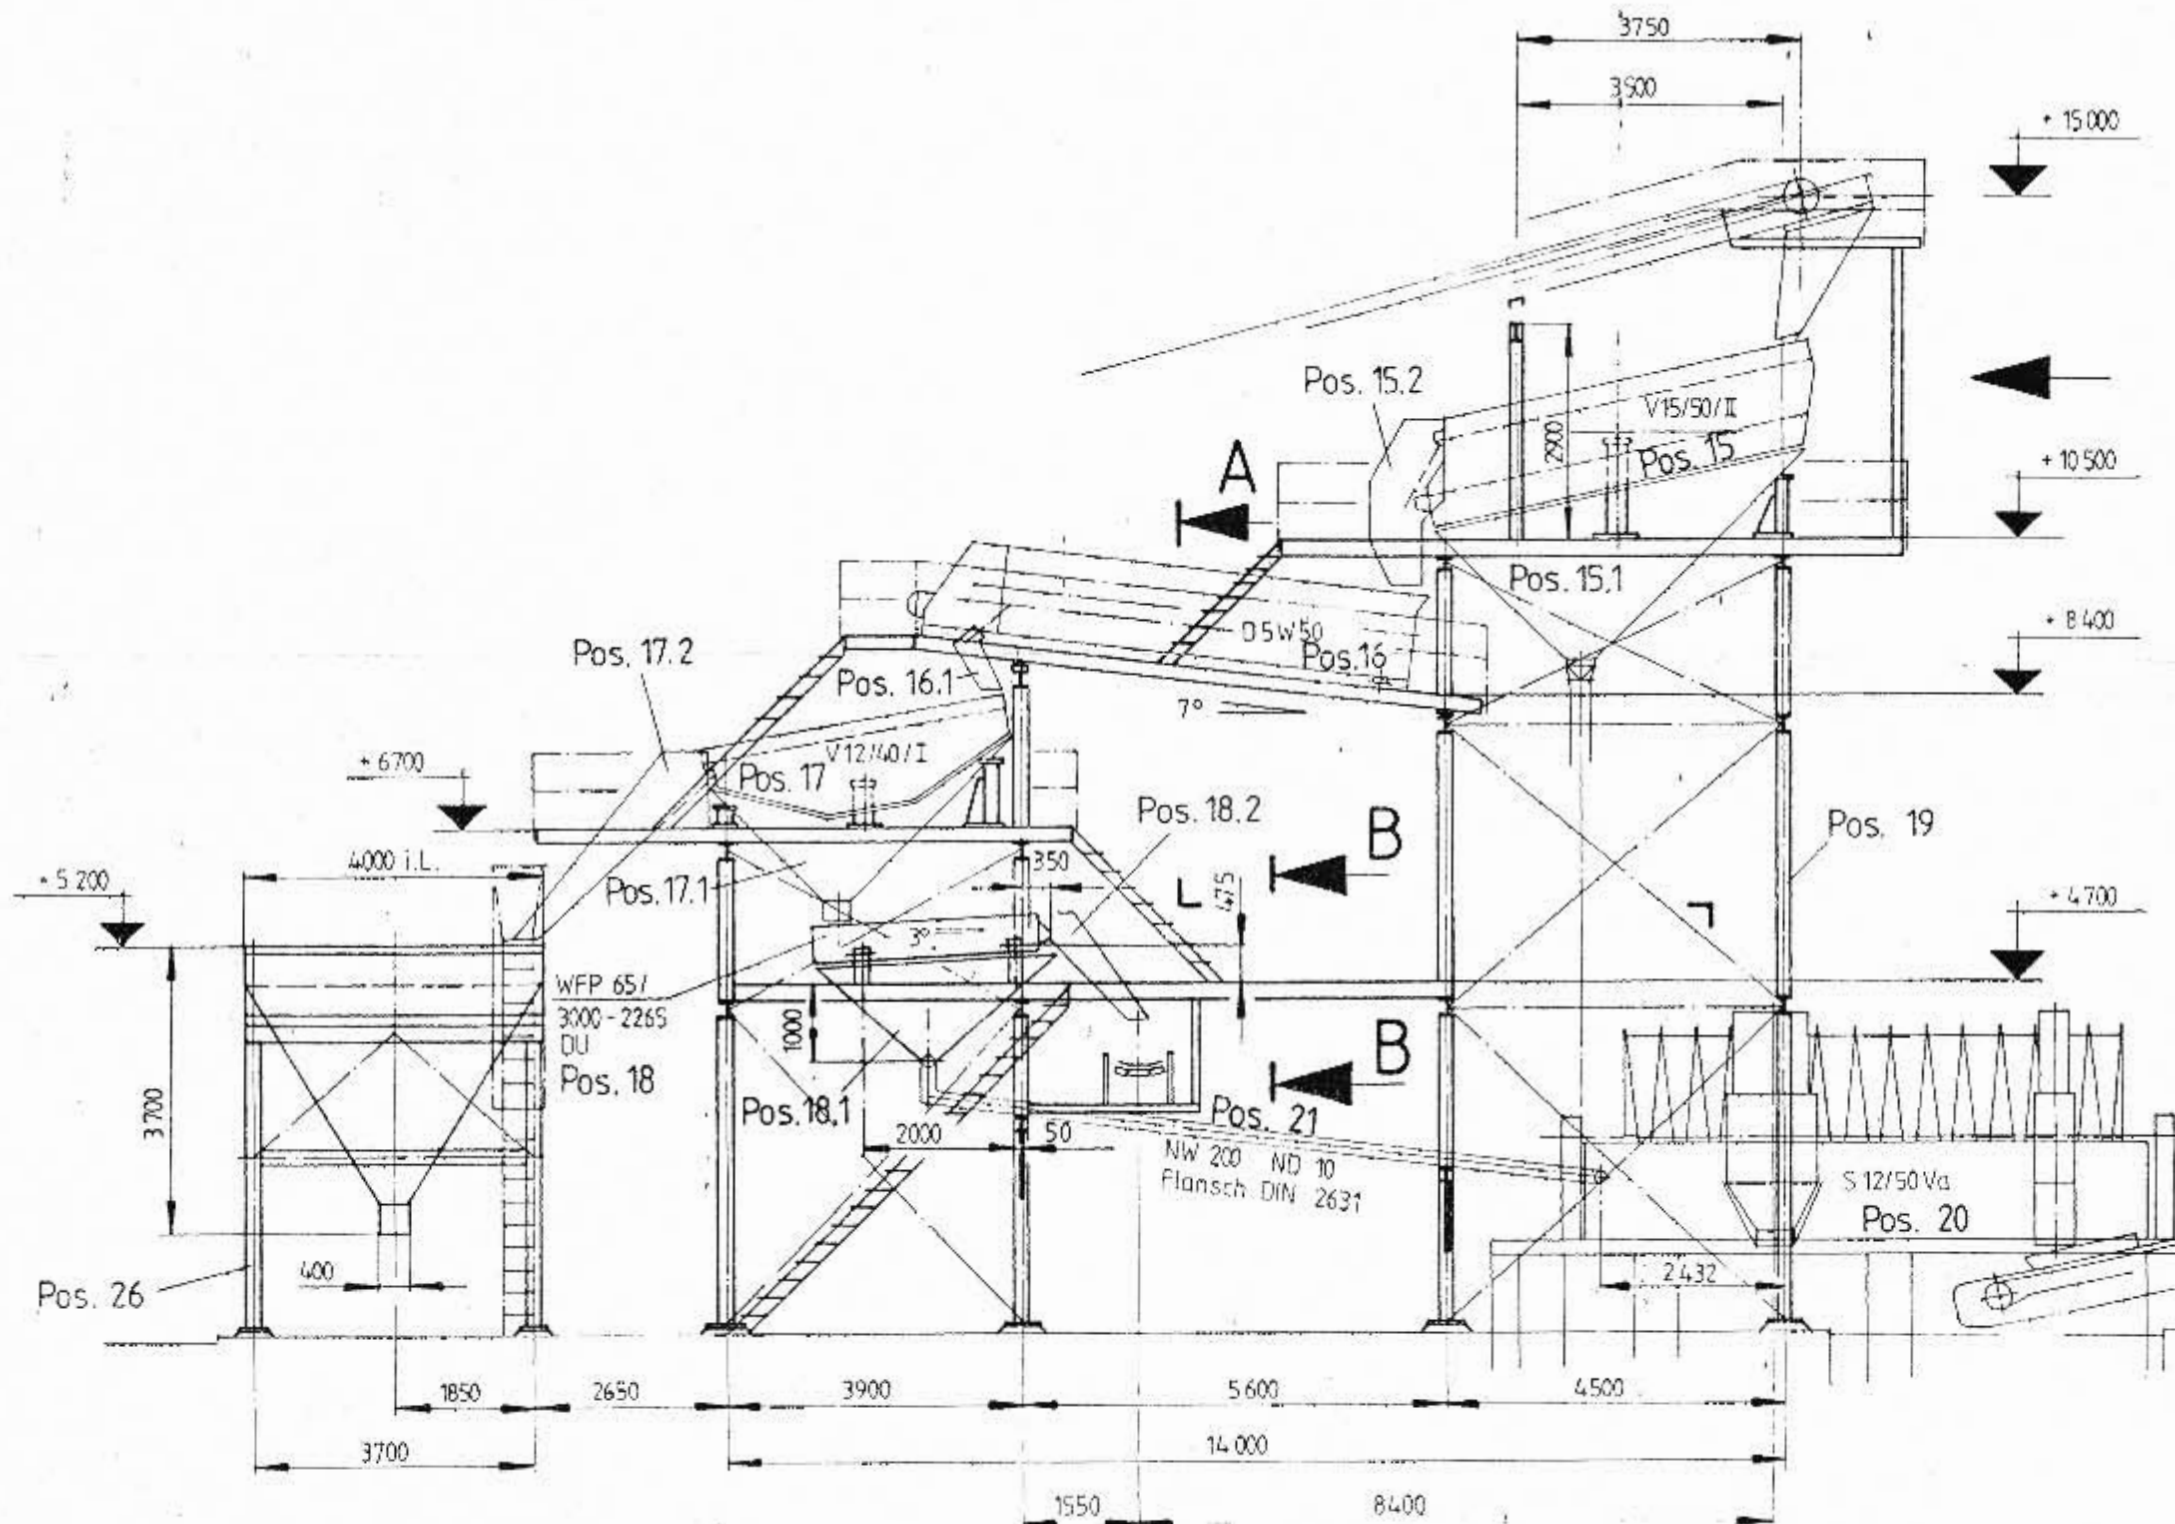 3750
3500
+ 15 000
Pos. 15.2
V15/50/II
2900
Pos. 15
+ 10 500
A
Pos. 15.1
D5W50
+ 8 400
Pos. 17.2
Pos.16
Pos. 16.1
7°
V12/40/I
+ 6700
Pos. 17
Pos. 18.2
B
Pos. 19
4000 i.L.
350
+ 5 200
Pos.17.1
475
+ 4 700
3°
WFP 65/
3000-2265
DU
Pos. 18
1000
B
3700
Pos.18.1
Pos. 21
2000
50
NW 200 ND 10
Flansch DIN 2631
S 12/50 Va
Pos. 20
400
2432
Pos. 26
1850
2650
3900
5600
4500
3700
14 000
1550
8400